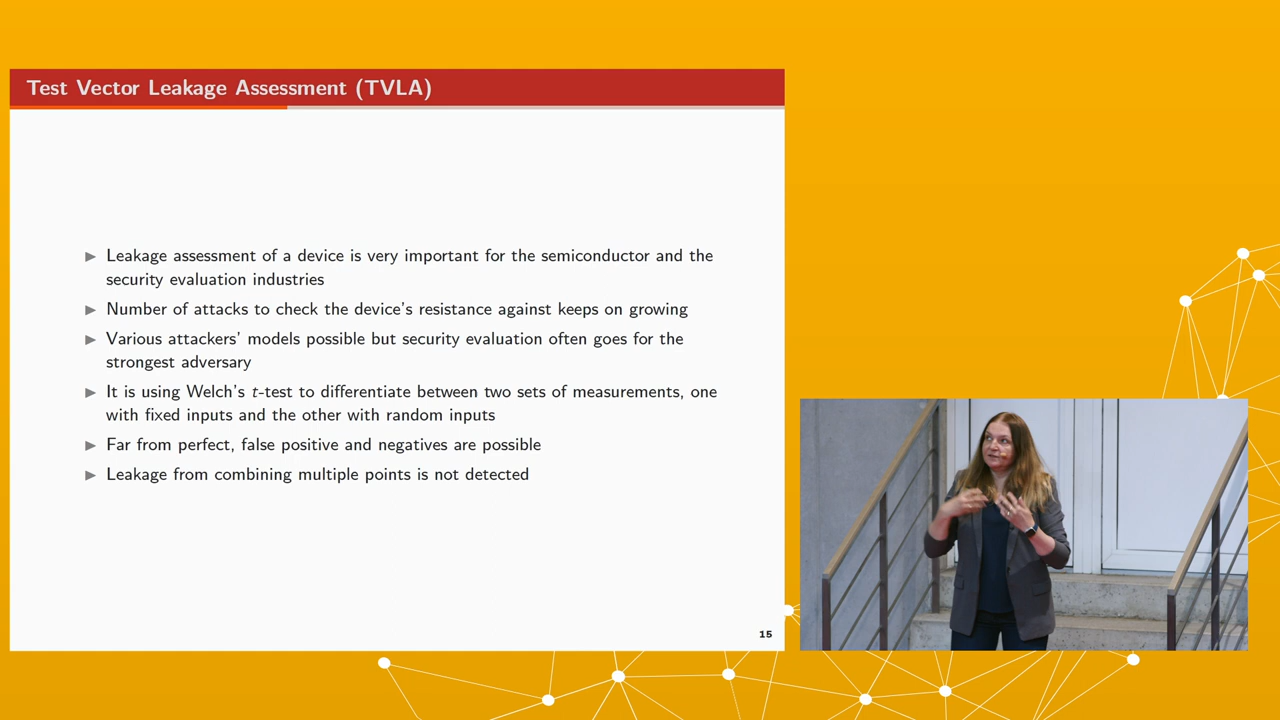 Test Vector Leakage Assessment (TVLA)
▶ Leakage assessment of a device is very important for the semiconductor and the
security evaluation industries
▶ Number of attacks to check the device's resistance against keeps on growing
▶ Various attackers' models possible but security evaluation often goes for the
strongest adversary
▶ It is using Welch's t-test to differentiate between two sets of measurements, one
with fixed inputs and the other with random inputs
▶ Far from perfect, false positive and negatives are possible
▶ Leakage from combining multiple points is not detected
15